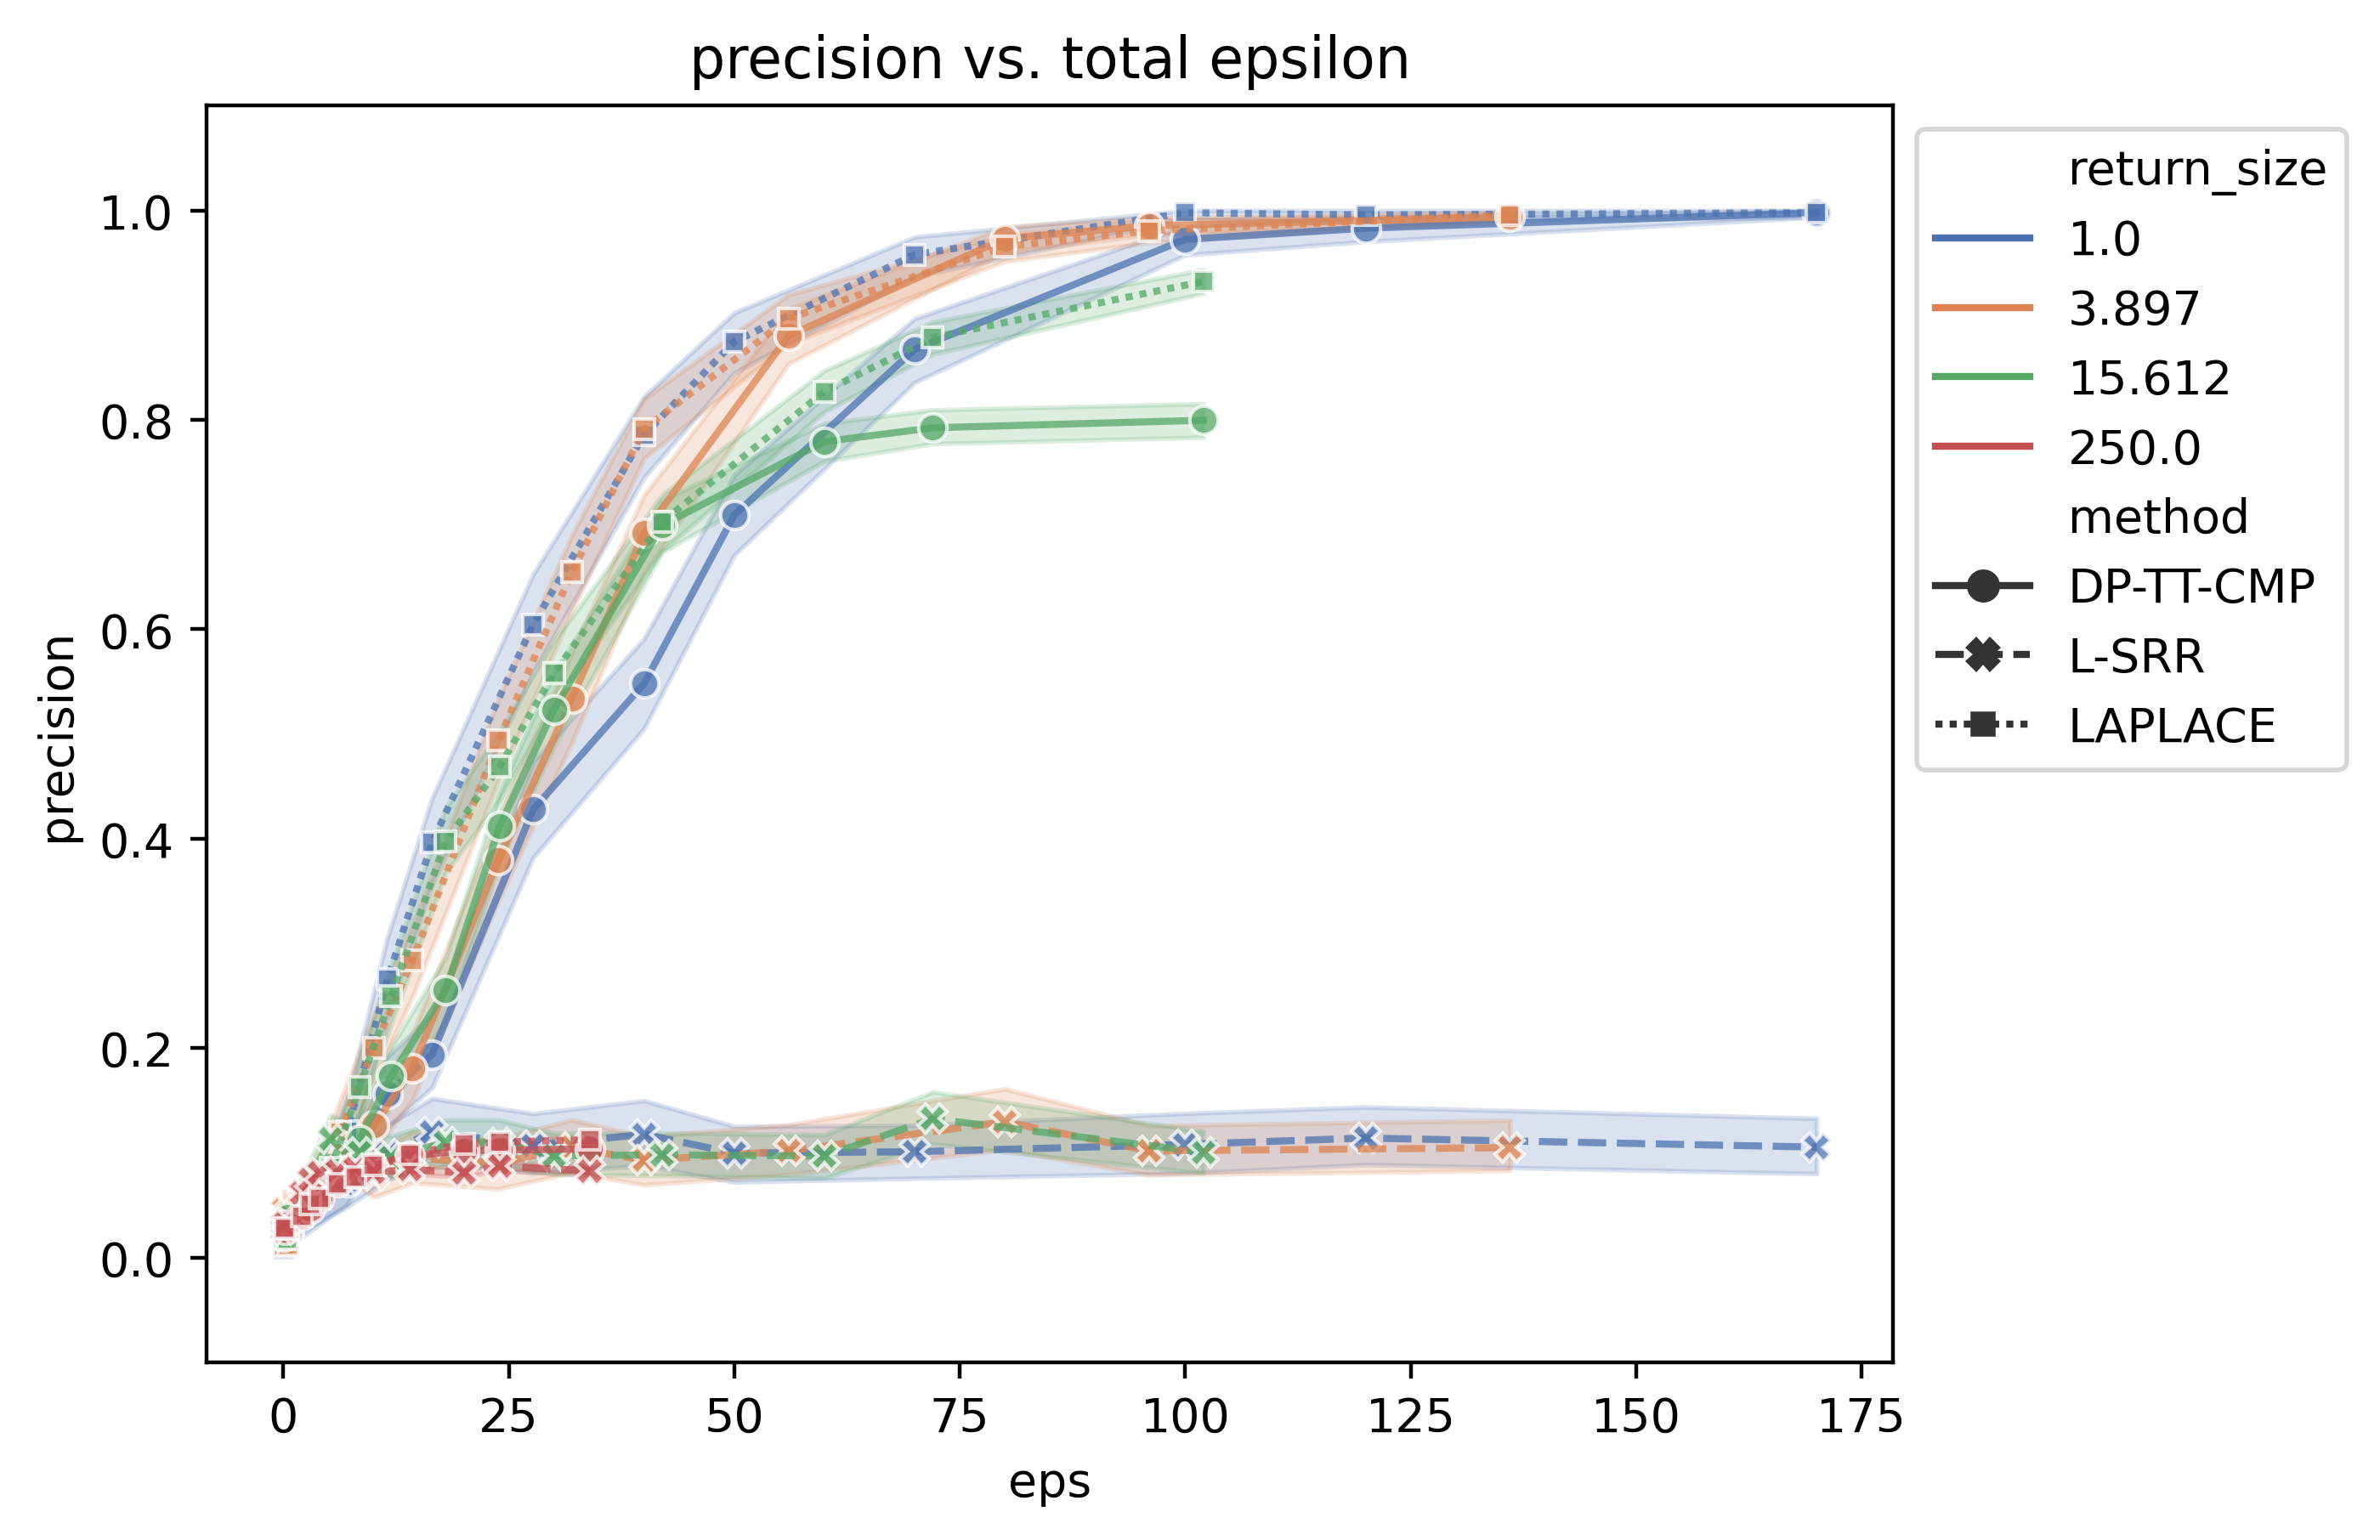 precision vs. total epsilon
precision
1.0
0.8
0.6
0.4
0.2
0.0
0 25 50 75 100 125 150 175
eps
return_size
1.0
3.897
15.612
250.0
method
DP-TT-CMP
L-SRR
LAPLACE